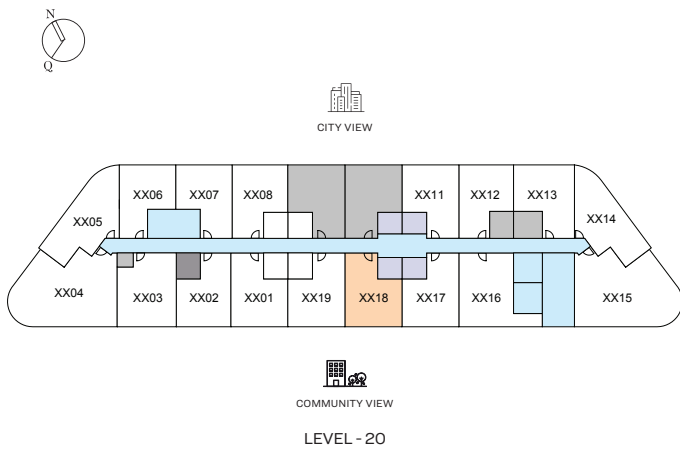 N
Q
CITY VIEW
XX06 XX07 XX08 XX11 XX12 XX13
XX05 XX14
XX04 XX03 XX02 XX01 XX19 XX18 XX17 XX16 XX15
COMMUNITY VIEW
LEVEL - 20